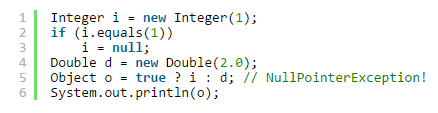 1 Integer i = new Integer(1);
2 if (i.equals(1))
3     i = null;
4 Double d = new Double(2.0);
5 Object o = true ? i : d; // NullPointerException!
6 System.out.println(o);